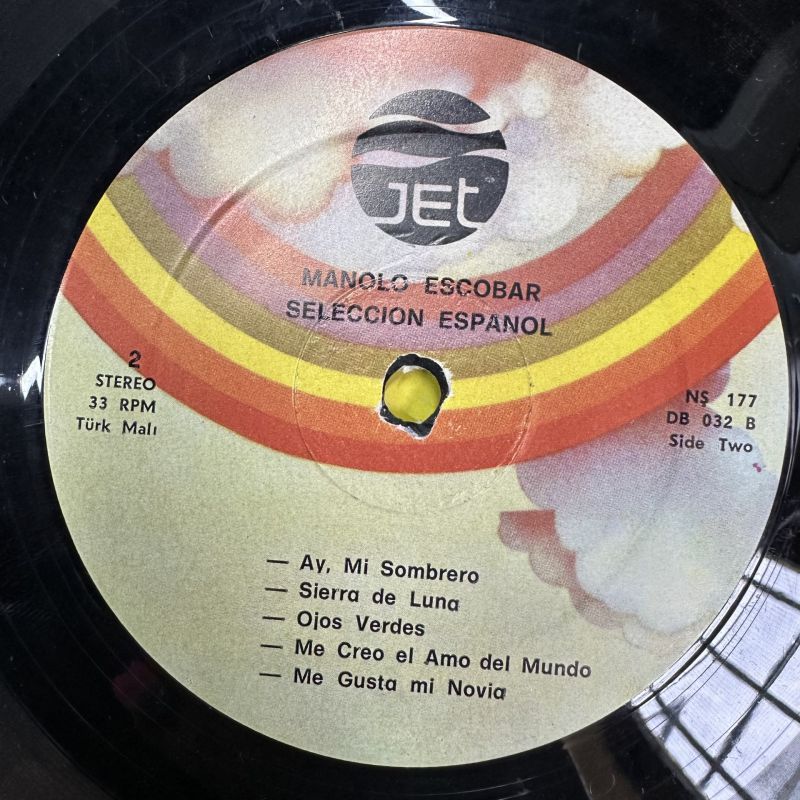 JEt
MANOLO ESCOBAR
SELECCION ESPANOL
2
STEREO
33 RPM
Türk Malı
NŞ 177
DB 032 B
Side Two
— Ay, Mi Sombrero
— Sierra de Luna
— Ojos Verdes
— Me Creo el Amo del Mundo
— Me Gusta mi Novia